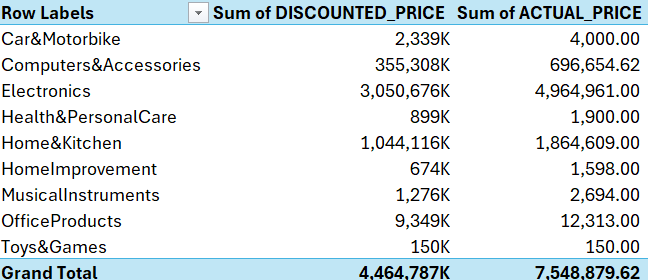 Row Labels Sum of DISCOUNTED_PRICE Sum of ACTUAL_PRICE
Car&Motorbike 2,339K 4,000.00
Computers&Accessories 355,308K 696,654.62
Electronics 3,050,676K 4,964,961.00
Health&PersonalCare 899K 1,900.00
Home&Kitchen 1,044,116K 1,864,609.00
HomeImprovement 674K 1,598.00
MusicalInstruments 1,276K 2,694.00
OfficeProducts 9,349K 12,313.00
Toys&Games 150K 150.00
Grand Total 4,464,787K 7,548,879.62